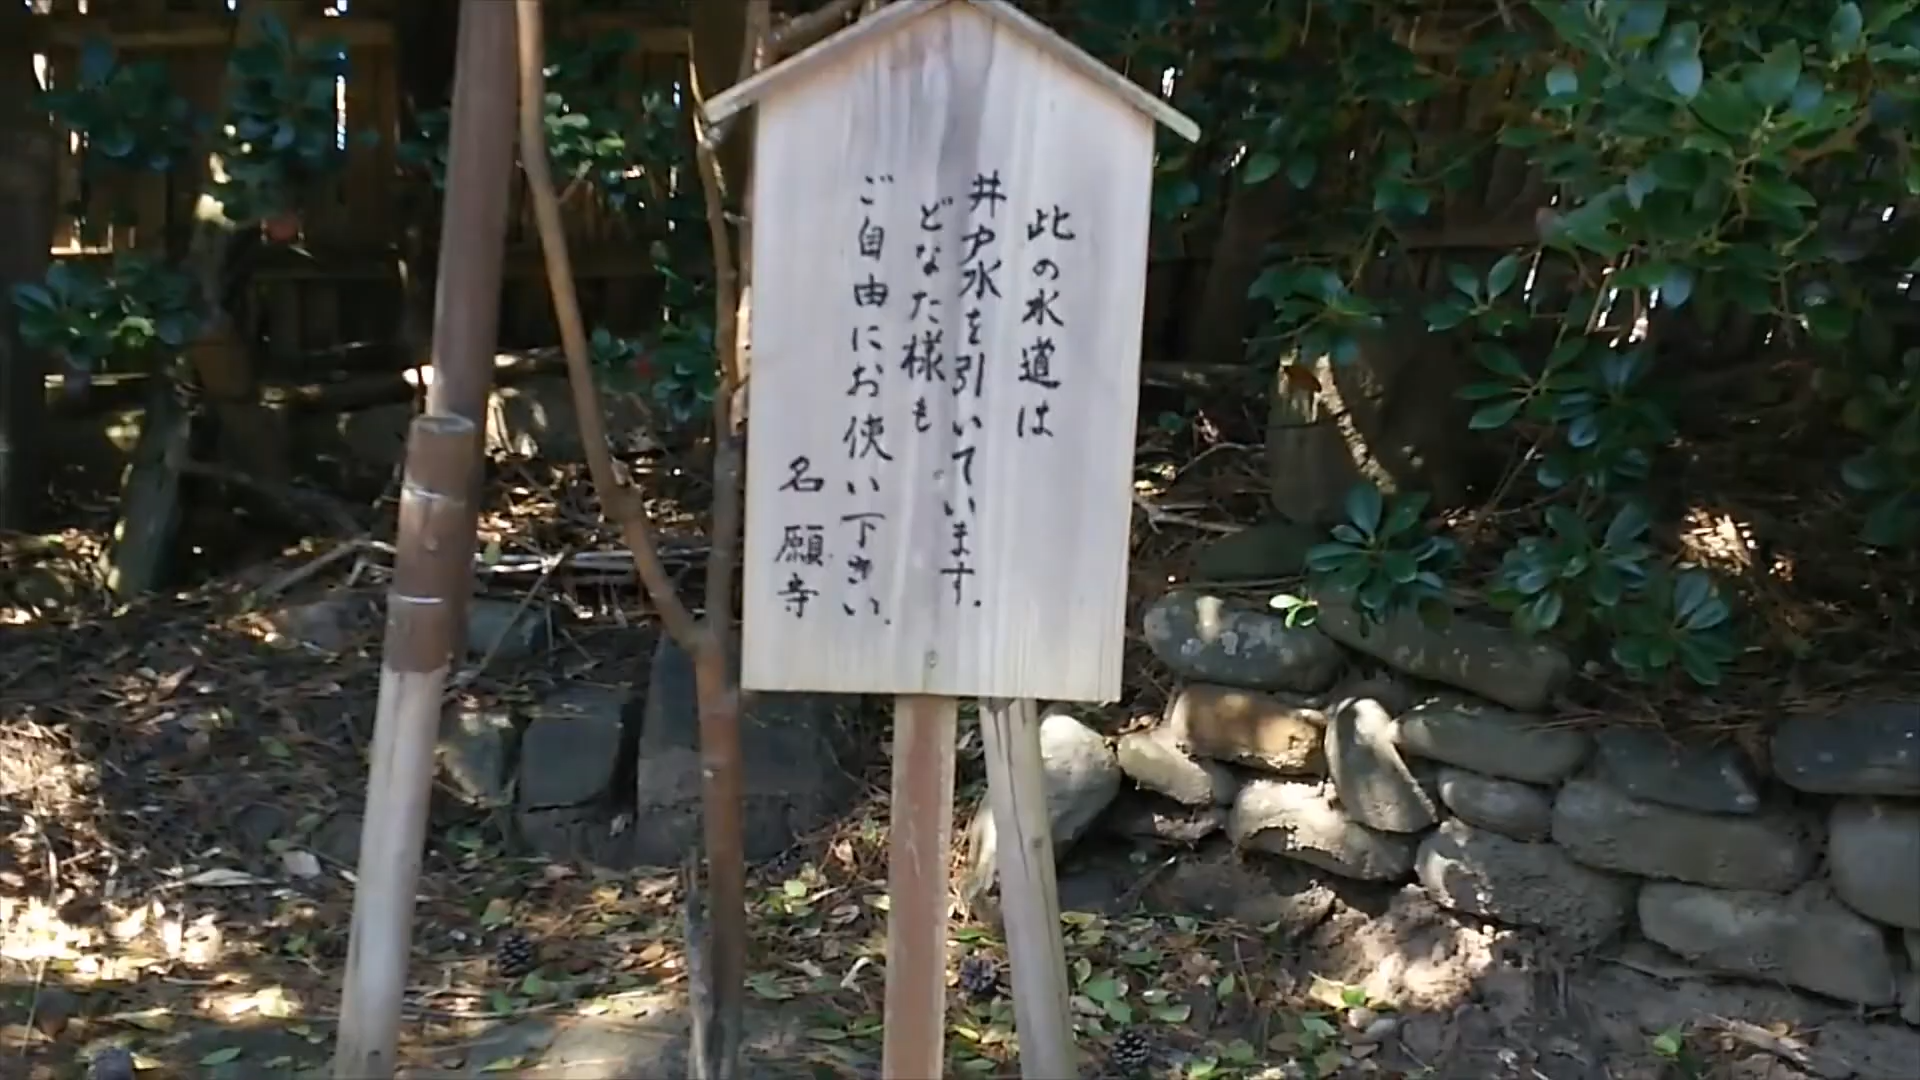 此の水道は
井戸水を引いています.
どなた様も
ご自由にお使い下さい.
名願寺